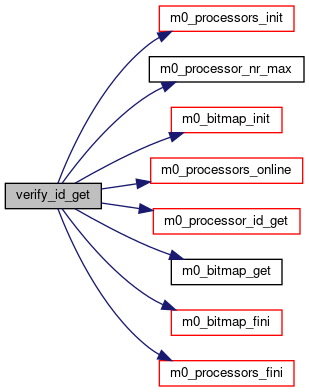 m0_processors_init
m0_processor_nr_max
m0_bitmap_init
m0_processors_online
verify_id_get
m0_processor_id_get
m0_bitmap_get
m0_bitmap_fini
m0_processors_fini